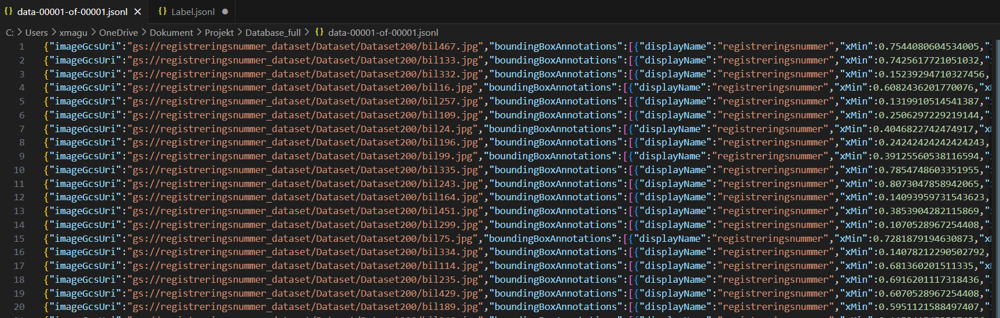 data-00001-of-00001.jsonl Label.jsonl
C: > Users > xmagu > OneDrive > Dokument > Projekt > Database_full > data-00001-of-00001.jsonl
1 {"imageGcsUri":"gs://registreringsnummer_dataset/Dataset/Dataset200/bil467.jpg","boundingBoxAnnotations":[{"displayName":"registreringsnummer","xMin":0.7544080604534005,"
2 {"imageGcsUri":"gs://registreringsnummer_dataset/Dataset/Dataset200/bil133.jpg","boundingBoxAnnotations":[{"displayName":"registreringsnummer","xMin":0.7425617721051032,"
3 {"imageGcsUri":"gs://registreringsnummer_dataset/Dataset/Dataset200/bil332.jpg","boundingBoxAnnotations":[{"displayName":"registreringsnummer","xMin":0.15239294710327456,
4 {"imageGcsUri":"gs://registreringsnummer_dataset/Dataset/Dataset200/bil16.jpg","boundingBoxAnnotations":[{"displayName":"registreringsnummer","xMin":0.6082436201770076,"x
5 {"imageGcsUri":"gs://registreringsnummer_dataset/Dataset/Dataset200/bil257.jpg","boundingBoxAnnotations":[{"displayName":"registreringsnummer","xMin":0.1319910514541387,"
6 {"imageGcsUri":"gs://registreringsnummer_dataset/Dataset/Dataset200/bil109.jpg","boundingBoxAnnotations":[{"displayName":"registreringsnummer","xMin":0.2506297229219144,"
7 {"imageGcsUri":"gs://registreringsnummer_dataset/Dataset/Dataset200/bil24.jpg","boundingBoxAnnotations":[{"displayName":"registreringsnummer","xMin":0.4046822742474917,"x
8 {"imageGcsUri":"gs://registreringsnummer_dataset/Dataset/Dataset200/bil196.jpg","boundingBoxAnnotations":[{"displayName":"registreringsnummer","xMin":0.24242424242424243,
9 {"imageGcsUri":"gs://registreringsnummer_dataset/Dataset/Dataset200/bil99.jpg","boundingBoxAnnotations":[{"displayName":"registreringsnummer","xMin":0.39125560538116594,"
10 {"imageGcsUri":"gs://registreringsnummer_dataset/Dataset/Dataset200/bil335.jpg","boundingBoxAnnotations":[{"displayName":"registreringsnummer","xMin":0.7854748603351955,"
11 {"imageGcsUri":"gs://registreringsnummer_dataset/Dataset/Dataset200/bil243.jpg","boundingBoxAnnotations":[{"displayName":"registreringsnummer","xMin":0.8073047858942065,"
12 {"imageGcsUri":"gs://registreringsnummer_dataset/Dataset/Dataset200/bil164.jpg","boundingBoxAnnotations":[{"displayName":"registreringsnummer","xMin":0.14093959731543623,
13 {"imageGcsUri":"gs://registreringsnummer_dataset/Dataset/Dataset200/bil451.jpg","boundingBoxAnnotations":[{"displayName":"registreringsnummer","xMin":0.3853904282115869,"
14 {"imageGcsUri":"gs://registreringsnummer_dataset/Dataset/Dataset200/bil299.jpg","boundingBoxAnnotations":[{"displayName":"registreringsnummer","xMin":0.1070528967254408,"
15 {"imageGcsUri":"gs://registreringsnummer_dataset/Dataset/Dataset200/bil75.jpg","boundingBoxAnnotations":[{"displayName":"registreringsnummer","xMin":0.7281879194630873,"x
16 {"imageGcsUri":"gs://registreringsnummer_dataset/Dataset/Dataset200/bil334.jpg","boundingBoxAnnotations":[{"displayName":"registreringsnummer","xMin":0.14078212290502792,
17 {"imageGcsUri":"gs://registreringsnummer_dataset/Dataset/Dataset200/bil114.jpg","boundingBoxAnnotations":[{"displayName":"registreringsnummer","xMin":0.681360201511335,"x
18 {"imageGcsUri":"gs://registreringsnummer_dataset/Dataset/Dataset200/bil235.jpg","boundingBoxAnnotations":[{"displayName":"registreringsnummer","xMin":0.6916201117318436,"
19 {"imageGcsUri":"gs://registreringsnummer_dataset/Dataset/Dataset200/bil429.jpg","boundingBoxAnnotations":[{"displayName":"registreringsnummer","xMin":0.6070528967254408,"
20 {"imageGcsUri":"gs://registreringsnummer_dataset/Dataset/Dataset200/bil189.jpg","boundingBoxAnnotations":[{"displayName":"registreringsnummer","xMin":0.5951121588497407,"